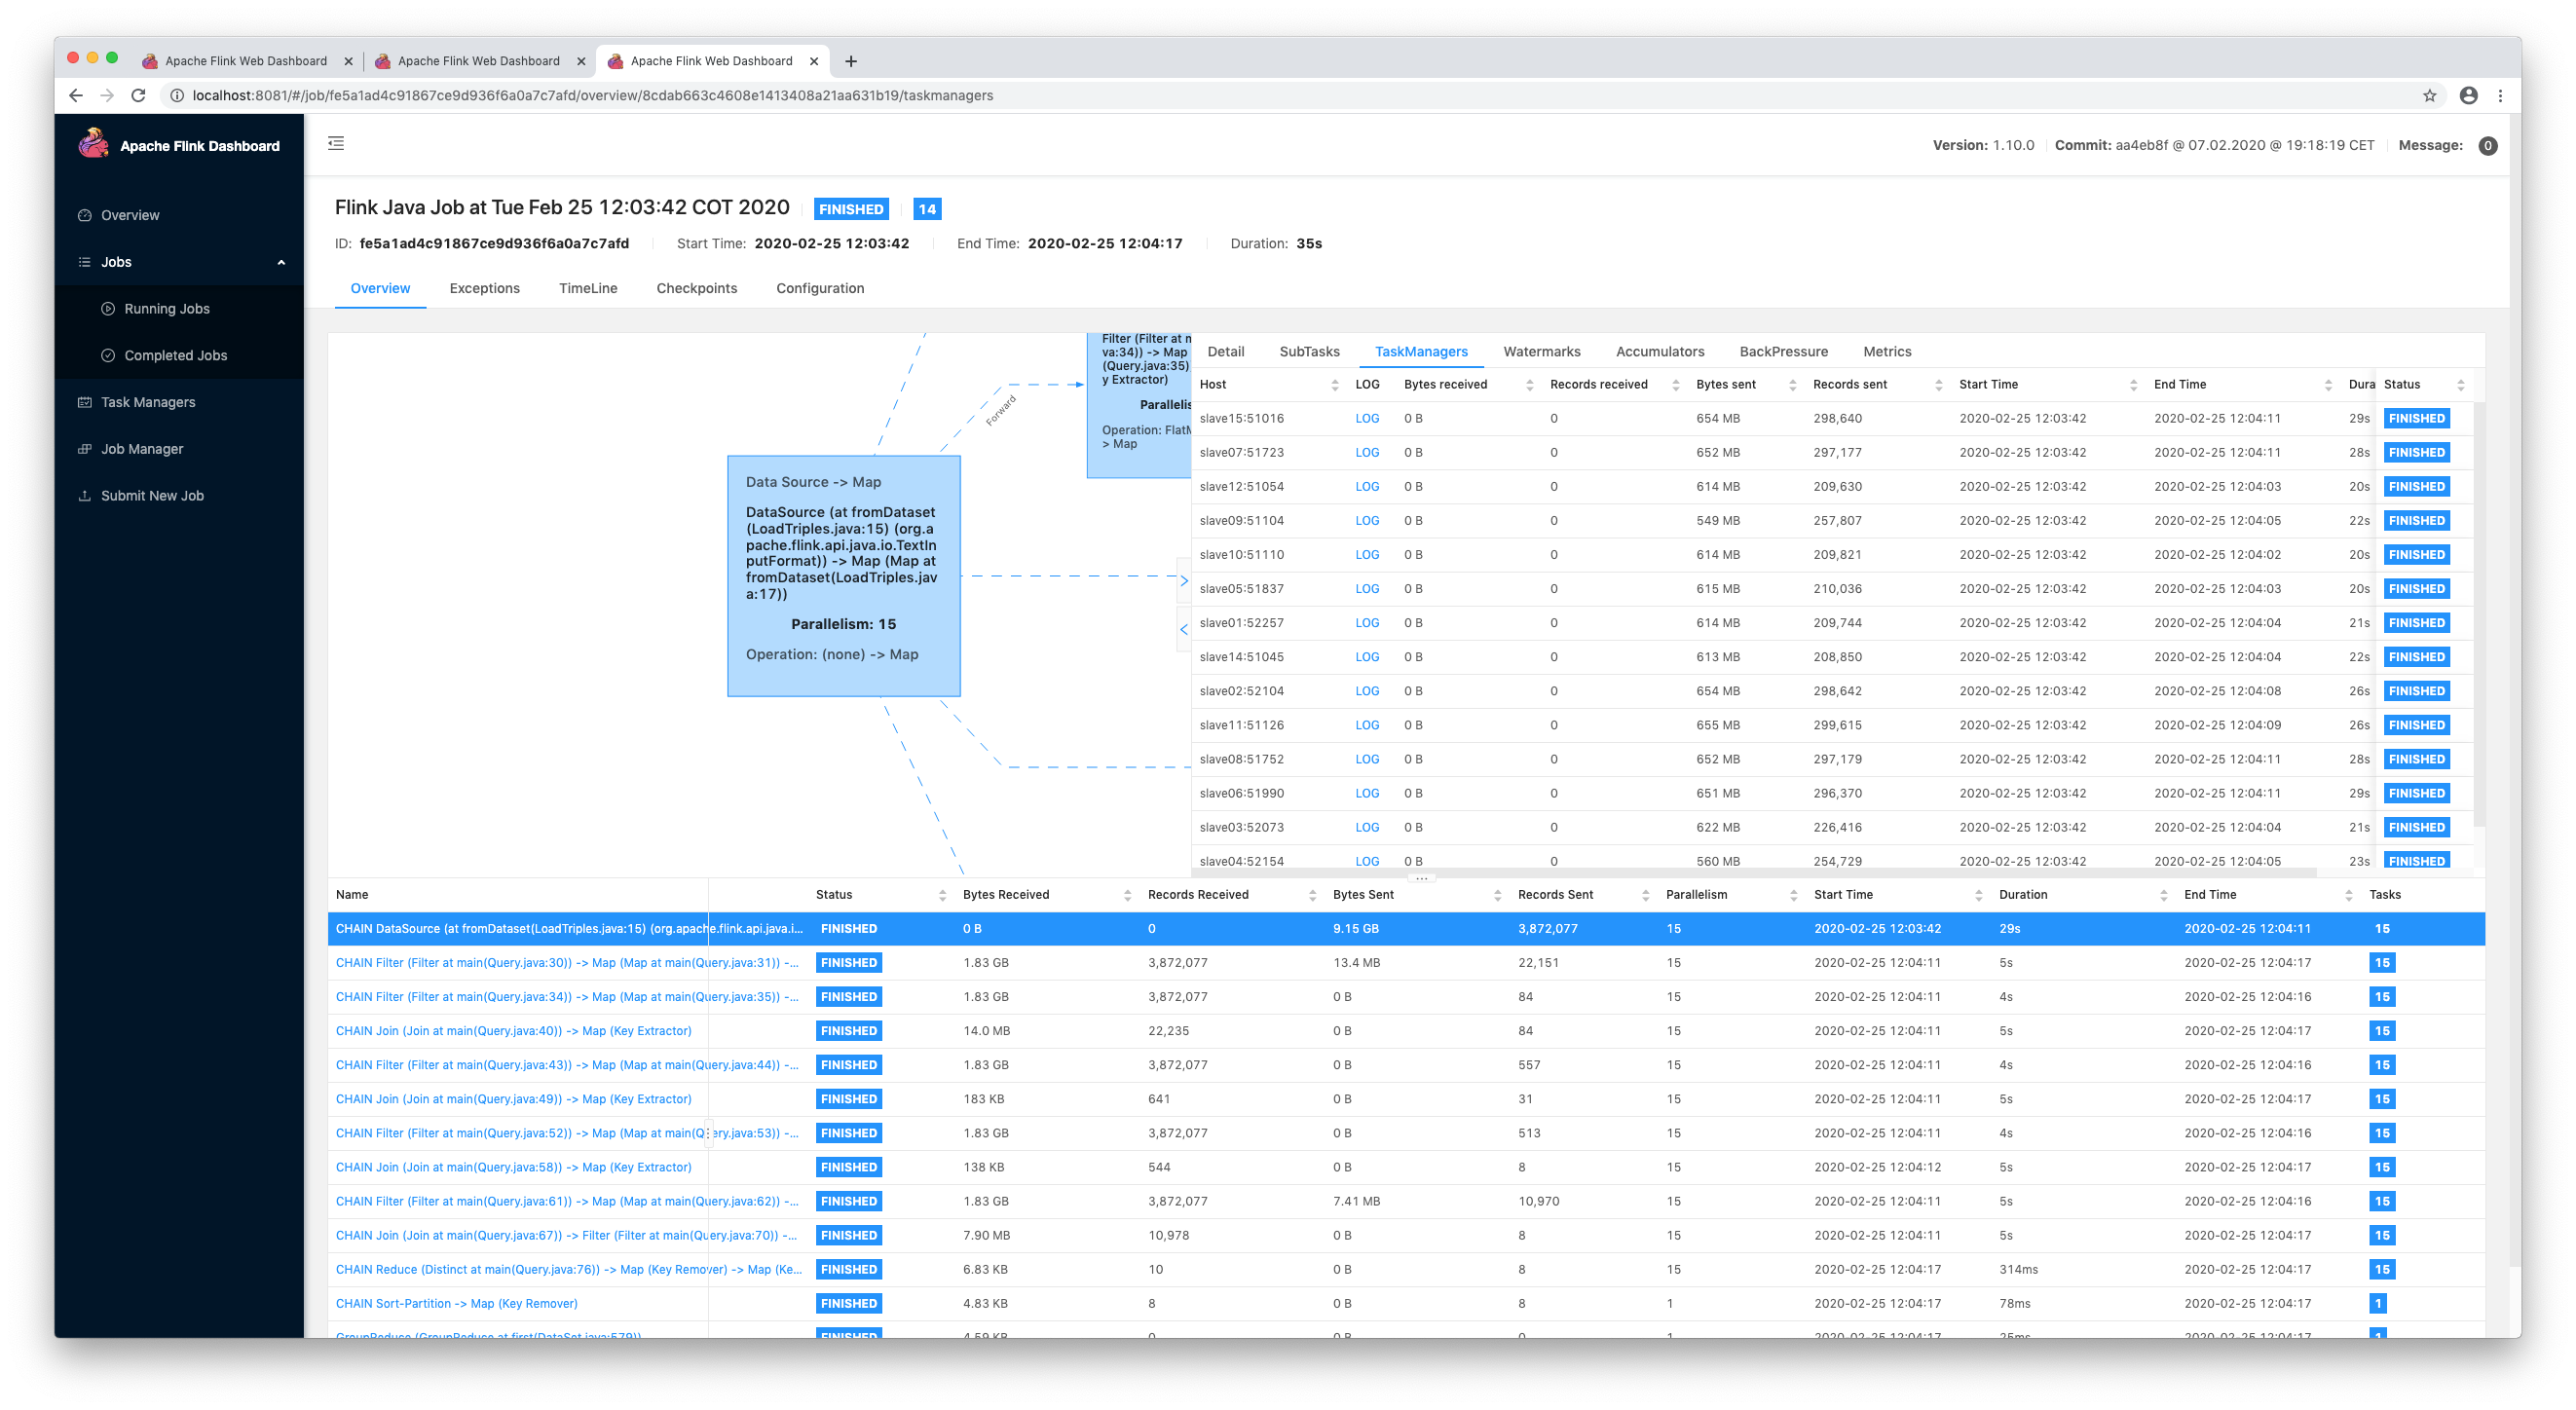 Apache Flink Web Dashboard
Apache Flink Web Dashboard
Apache Flink Web Dashboard
localhost:8081/#/job/fe5a1ad4c91867ce9d936f6a0a7c7afd/overview/8cdab663c4608e1413408a21aa631b19/taskmanagers
Apache Flink Dashboard
Version: 1.10.0 Commit: aa4eb8f @ 07.02.2020 @ 19:18:19 CET Message: 0
Overview
Jobs
Running Jobs
Completed Jobs
Task Managers
Job Manager
Submit New Job
Flink Java Job at Tue Feb 25 12:03:42 COT 2020 FINISHED 14
ID: fe5a1ad4c91867ce9d936f6a0a7c7afd Start Time: 2020-02-25 12:03:42 End Time: 2020-02-25 12:04:17 Duration: 35s
Overview Exceptions TimeLine Checkpoints Configuration
Filter (Filter at m
va:34)) -> Map
(Query.java:35)
y Extractor)
Parallelis
Operation: FlatM
> Map
Forward
Data Source -> Map
DataSource (at fromDataset
(LoadTriples.java:15) (org.a
pache.flink.api.java.io.TextIn
putFormat)) -> Map (Map at
fromDataset(LoadTriples.jav
a:17))
Parallelism: 15
Operation: (none) -> Map
Detail SubTasks TaskManagers Watermarks Accumulators BackPressure Metrics
Host LOG Bytes received Records received Bytes sent Records sent Start Time End Time Dura Status
slave15:51016 LOG 0 B 0 654 MB 298,640 2020-02-25 12:03:42 2020-02-25 12:04:11 29s FINISHED
slave07:51723 LOG 0 B 0 652 MB 297,177 2020-02-25 12:03:42 2020-02-25 12:04:11 28s FINISHED
slave12:51054 LOG 0 B 0 614 MB 209,630 2020-02-25 12:03:42 2020-02-25 12:04:03 20s FINISHED
slave09:51104 LOG 0 B 0 549 MB 257,807 2020-02-25 12:03:42 2020-02-25 12:04:05 22s FINISHED
slave10:51110 LOG 0 B 0 614 MB 209,821 2020-02-25 12:03:42 2020-02-25 12:04:02 20s FINISHED
slave05:51837 LOG 0 B 0 615 MB 210,036 2020-02-25 12:03:42 2020-02-25 12:04:03 20s FINISHED
slave01:52257 LOG 0 B 0 614 MB 209,744 2020-02-25 12:03:42 2020-02-25 12:04:04 21s FINISHED
slave14:51045 LOG 0 B 0 613 MB 208,850 2020-02-25 12:03:42 2020-02-25 12:04:04 22s FINISHED
slave02:52104 LOG 0 B 0 654 MB 298,642 2020-02-25 12:03:42 2020-02-25 12:04:08 26s FINISHED
slave11:51126 LOG 0 B 0 655 MB 299,615 2020-02-25 12:03:42 2020-02-25 12:04:09 26s FINISHED
slave08:51752 LOG 0 B 0 652 MB 297,179 2020-02-25 12:03:42 2020-02-25 12:04:11 28s FINISHED
slave06:51990 LOG 0 B 0 651 MB 296,370 2020-02-25 12:03:42 2020-02-25 12:04:11 29s FINISHED
slave03:52073 LOG 0 B 0 622 MB 226,416 2020-02-25 12:03:42 2020-02-25 12:04:04 21s FINISHED
slave04:52154 LOG 0 B 0 560 MB 254,729 2020-02-25 12:03:42 2020-02-25 12:04:05 23s FINISHED
Name Status Bytes Received Records Received Bytes Sent Records Sent Parallelism Start Time Duration End Time Tasks
CHAIN DataSource (at fromDataset(LoadTriples.java:15) (org.apache.flink.api.java.i... FINISHED 0 B 0 9.15 GB 3,872,077 15 2020-02-25 12:03:42 29s 2020-02-25 12:04:11 15
CHAIN Filter (Filter at main(Query.java:30)) -> Map (Map at main(Query.java:31)) -... FINISHED 1.83 GB 3,872,077 13.4 MB 22,151 15 2020-02-25 12:04:11 5s 2020-02-25 12:04:17 15
CHAIN Filter (Filter at main(Query.java:34)) -> Map (Map at main(Query.java:35)) -... FINISHED 1.83 GB 3,872,077 0 B 84 15 2020-02-25 12:04:11 4s 2020-02-25 12:04:16 15
CHAIN Join (Join at main(Query.java:40)) -> Map (Key Extractor) FINISHED 14.0 MB 22,235 0 B 84 15 2020-02-25 12:04:11 5s 2020-02-25 12:04:17 15
CHAIN Filter (Filter at main(Query.java:43)) -> Map (Map at main(Query.java:44)) -... FINISHED 1.83 GB 3,872,077 0 B 557 15 2020-02-25 12:04:11 4s 2020-02-25 12:04:16 15
CHAIN Join (Join at main(Query.java:49)) -> Map (Key Extractor) FINISHED 183 KB 641 0 B 31 15 2020-02-25 12:04:11 5s 2020-02-25 12:04:17 15
CHAIN Filter (Filter at main(Query.java:52)) -> Map (Map at main(Query.java:53)) -... FINISHED 1.83 GB 3,872,077 0 B 513 15 2020-02-25 12:04:11 4s 2020-02-25 12:04:16 15
CHAIN Join (Join at main(Query.java:58)) -> Map (Key Extractor) FINISHED 138 KB 544 0 B 8 15 2020-02-25 12:04:12 5s 2020-02-25 12:04:17 15
CHAIN Filter (Filter at main(Query.java:61)) -> Map (Map at main(Query.java:62)) -... FINISHED 1.83 GB 3,872,077 7.41 MB 10,970 15 2020-02-25 12:04:11 5s 2020-02-25 12:04:16 15
CHAIN Join (Join at main(Query.java:67)) -> Filter (Filter at main(Query.java:70)) -... FINISHED 7.90 MB 10,978 0 B 8 15 2020-02-25 12:04:11 5s 2020-02-25 12:04:17 15
CHAIN Reduce (Distinct at main(Query.java:76)) -> Map (Key Remover) -> Map (Ke... FINISHED 6.83 KB 10 0 B 8 15 2020-02-25 12:04:17 314ms 2020-02-25 12:04:17 15
CHAIN Sort-Partition -> Map (Key Remover) FINISHED 4.83 KB 8 0 B 8 1 2020-02-25 12:04:17 78ms 2020-02-25 12:04:17 1
GroupReduce (GroupReduce at first(DataSet.java:579)) FINISHED 4.59 KB 0 B 1 2020-02-25 12:04:17 25ms 2020-02-25 12:04:17 1